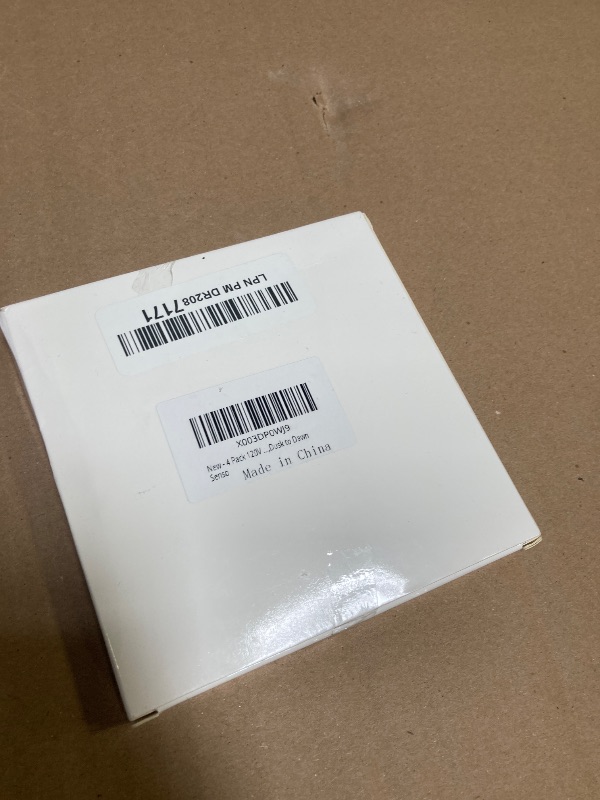 LPN PM DR2087171
X003DP0WJ9
New - 4 Pack 120V ...,Dusk to Dawn
Senso
Made in China